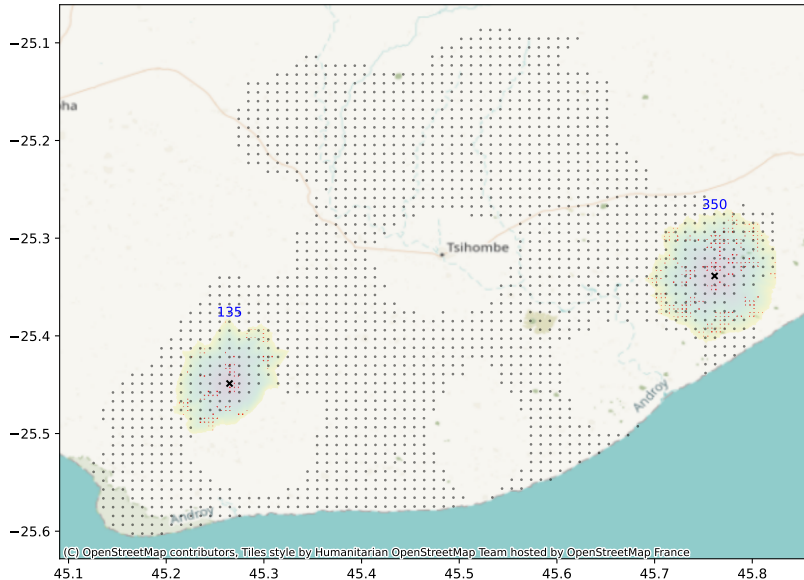 −25.1
−25.2
−25.3
−25.4
−25.5
−25.6
ha
350
Tsihombe
135
Androy
Androy
(C) OpenStreetMap contributors, Tiles style by Humanitarian OpenStreetMap Team hosted by OpenStreetMap France
45.1 45.2 45.3 45.4 45.5 45.6 45.7 45.8